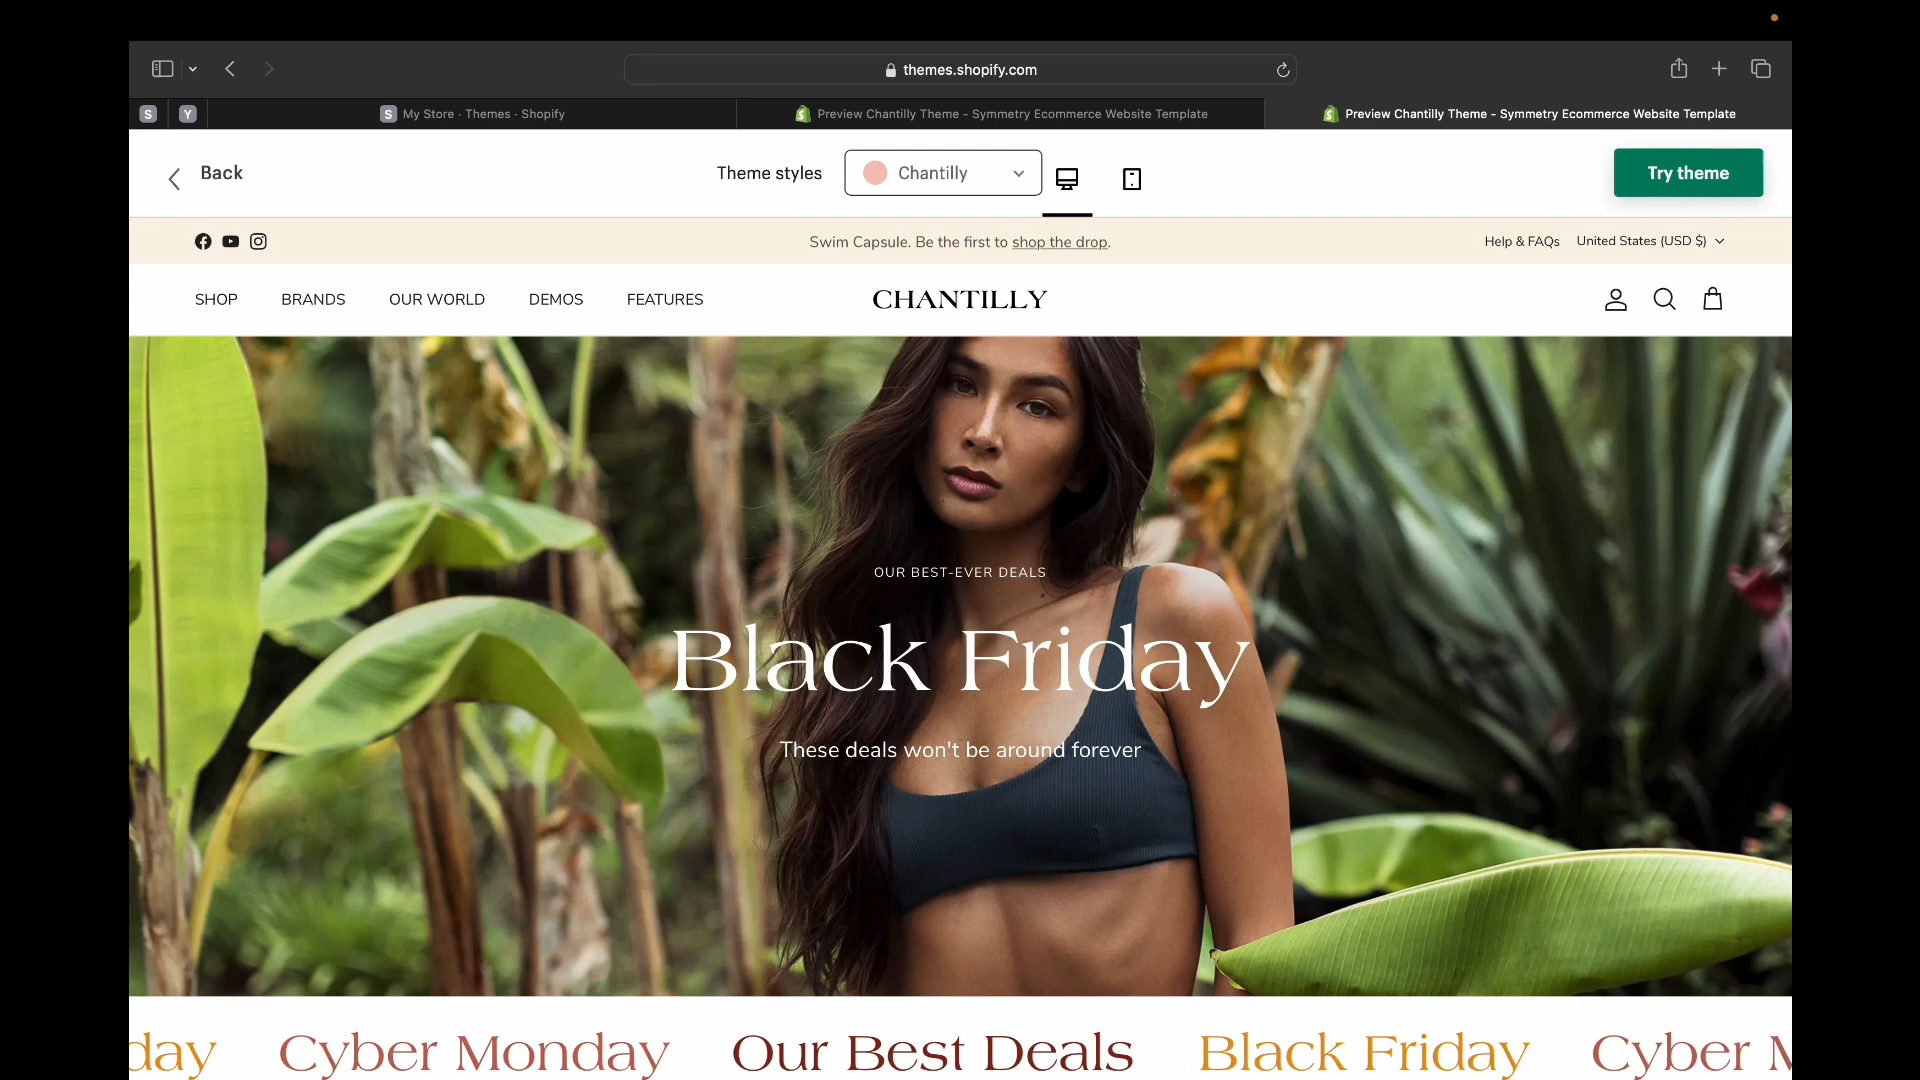 themes.shopify.com
S
Y
S My Store - Themes - Shopify
Preview Chantilly Theme - Symmetry Ecommerce Website Template
Preview Chantilly Theme - Symmetry Ecommerce Website Template
Back
Theme styles
Chantilly
Try theme
Swim Capsule. Be the first to shop the drop.
Help & FAQs
United States (USD $)
SHOP
BRANDS
OUR WORLD
DEMOS
FEATURES
CHANTILLY
OUR BEST-EVER DEALS
Black Friday
These deals won't be around forever
day Cyber Monday Our Best Deals Black Friday Cyber M